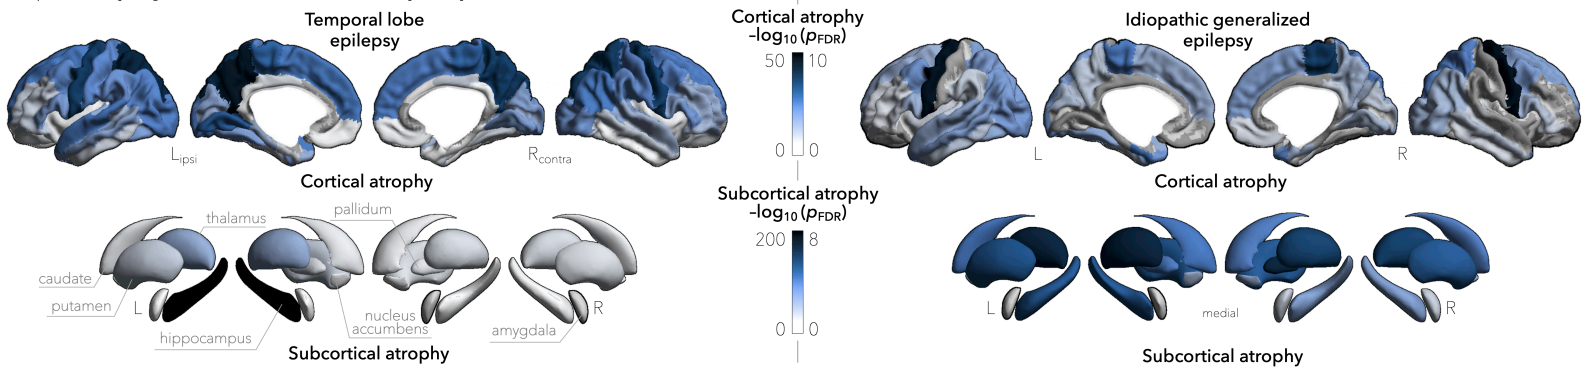 Temporal lobe
epilepsy
Cortical atrophy
–log10 (pFDR)
50 10
0 0
Idiopathic generalized
epilepsy
Lipsi
Rcontra
L
R
Cortical atrophy
Cortical atrophy
Subcortical atrophy
–log10 (pFDR)
200 8
0 0
thalamus
pallidum
caudate
putamen
L
hippocampus
nucleus
accumbens
amygdala
R
L
medial
R
Subcortical atrophy
Subcortical atrophy